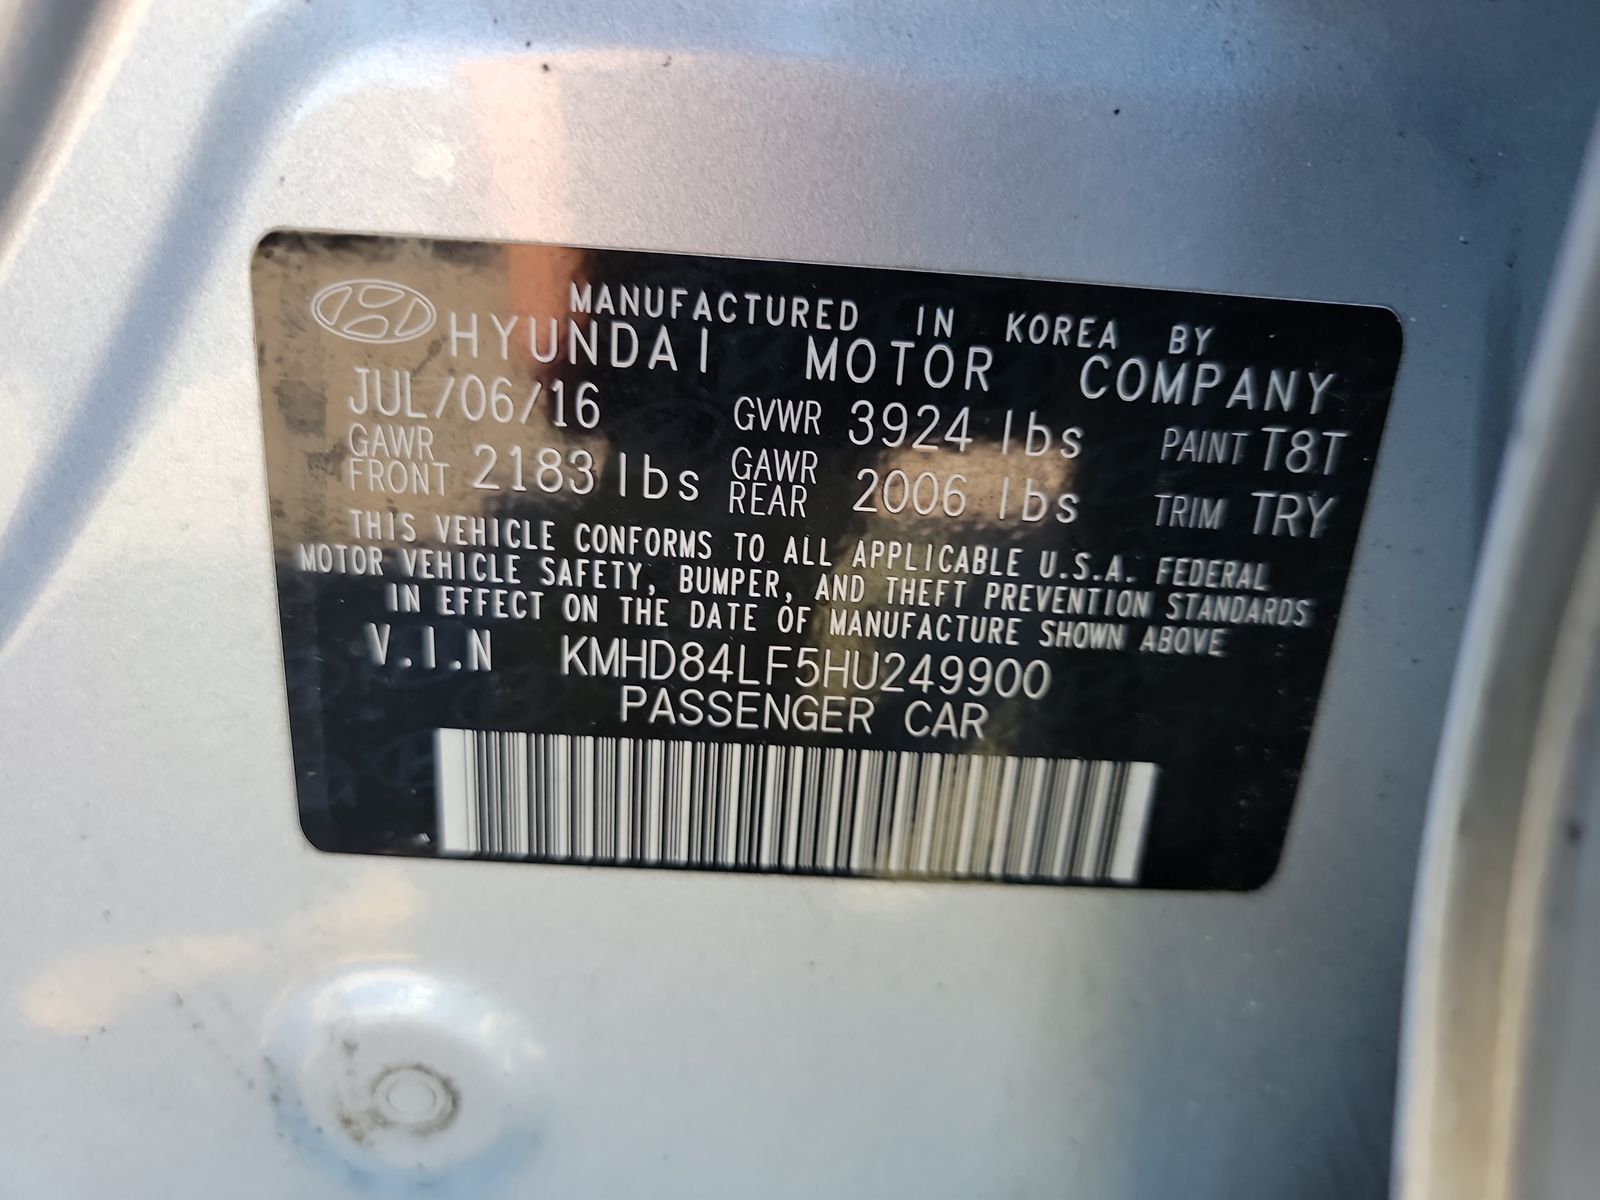 MANUFACTURED IN KOREA BY
HYUNDAI MOTOR COMPANY
JUL/06/16 GVWR 3924 lbs PAINT T8T
GAWR FRONT 2183 lbs GAWR REAR 2006 lbs TRIM TRY
THIS VEHICLE CONFORMS TO ALL APPLICABLE U.S.A. FEDERAL
MOTOR VEHICLE SAFETY, BUMPER, AND THEFT PREVENTION STANDARDS
IN EFFECT ON THE DATE OF MANUFACTURE SHOWN ABOVE
V.I.N KMHD84LF5HU249900
PASSENGER CAR